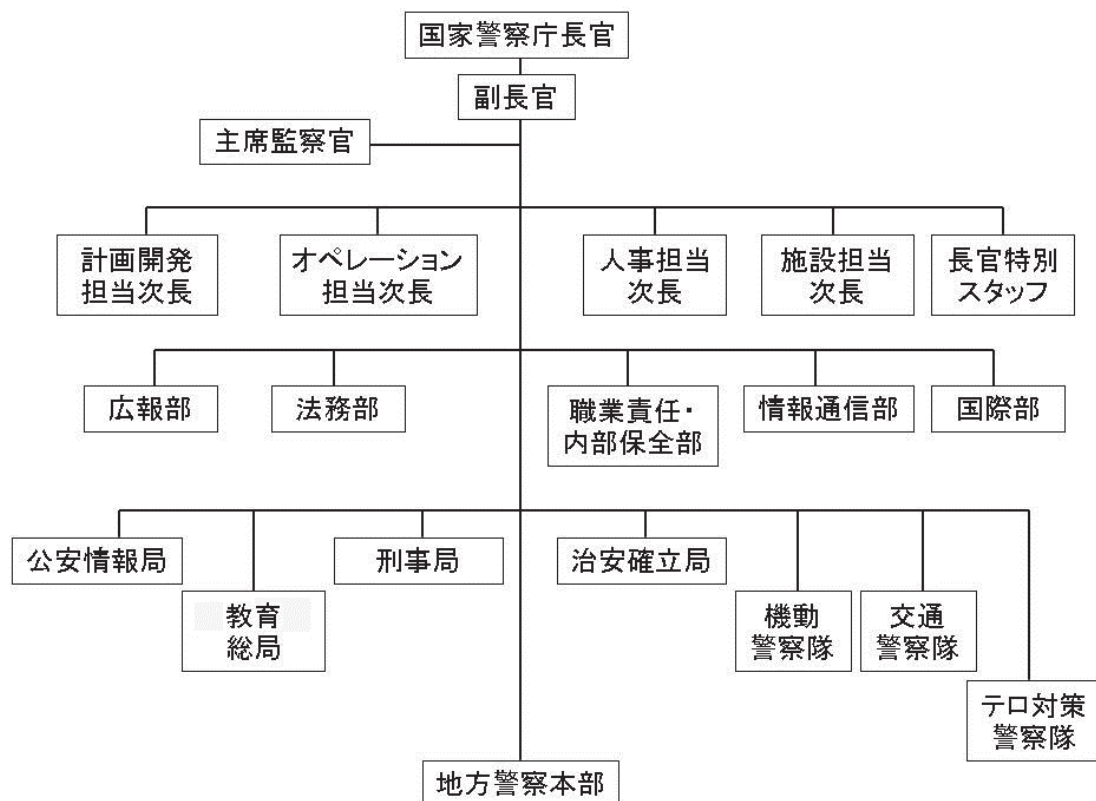 国家警察庁長官
副長官
主席監察官
計画開発
担当次長
オペレーション
担当次長
人事担当
次長
施設担当
次長
長官特別
スタッフ
広報部
法務部
職業責任・
内部保全部
情報通信部
国際部
公安情報局
教育
総局
刑事局
治安確立局
機動
警察隊
交通
警察隊
テロ対策
警察隊
地方警察本部